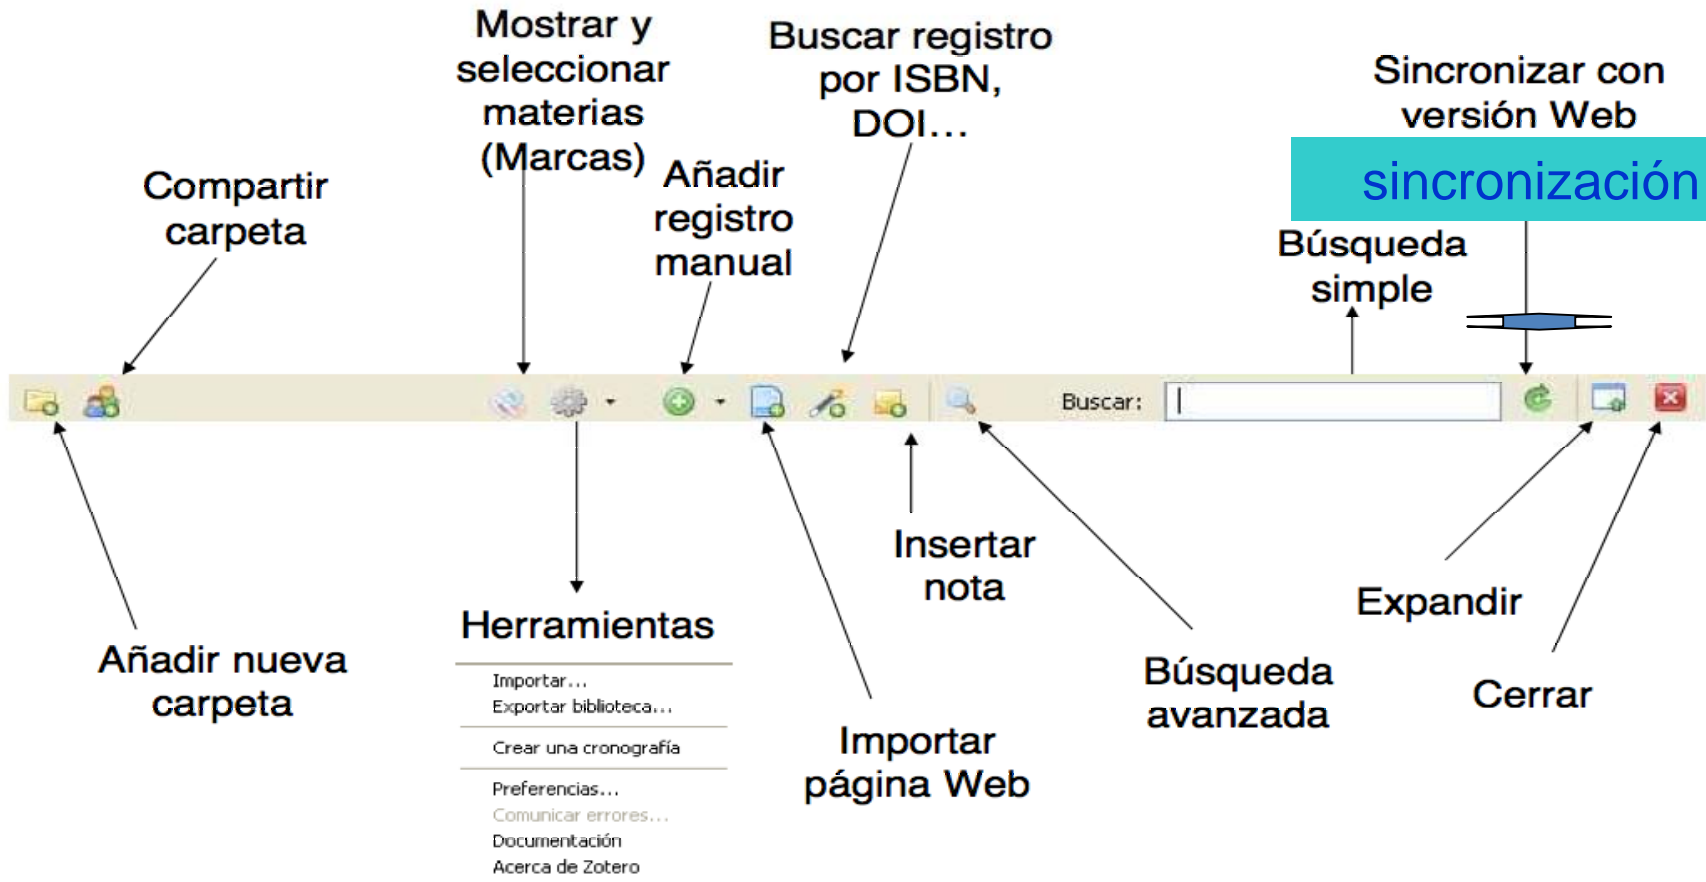 Mostrar y
seleccionar
materias
(Marcas)
Buscar registro
por ISBN,
DOI...
Sincronizar con
versión Web
sincronización
Compartir
carpeta
Añadir
registro
manual
Búsqueda
simple
Buscar:
Insertar
nota
Herramientas
Importar...
Exportar biblioteca...
Crear una cronografía
Preferencias...
Comunicar errores...
Documentación
Acerca de Zotero
Añadir nueva
carpeta
Importar
página Web
Búsqueda
avanzada
Expandir
Cerrar